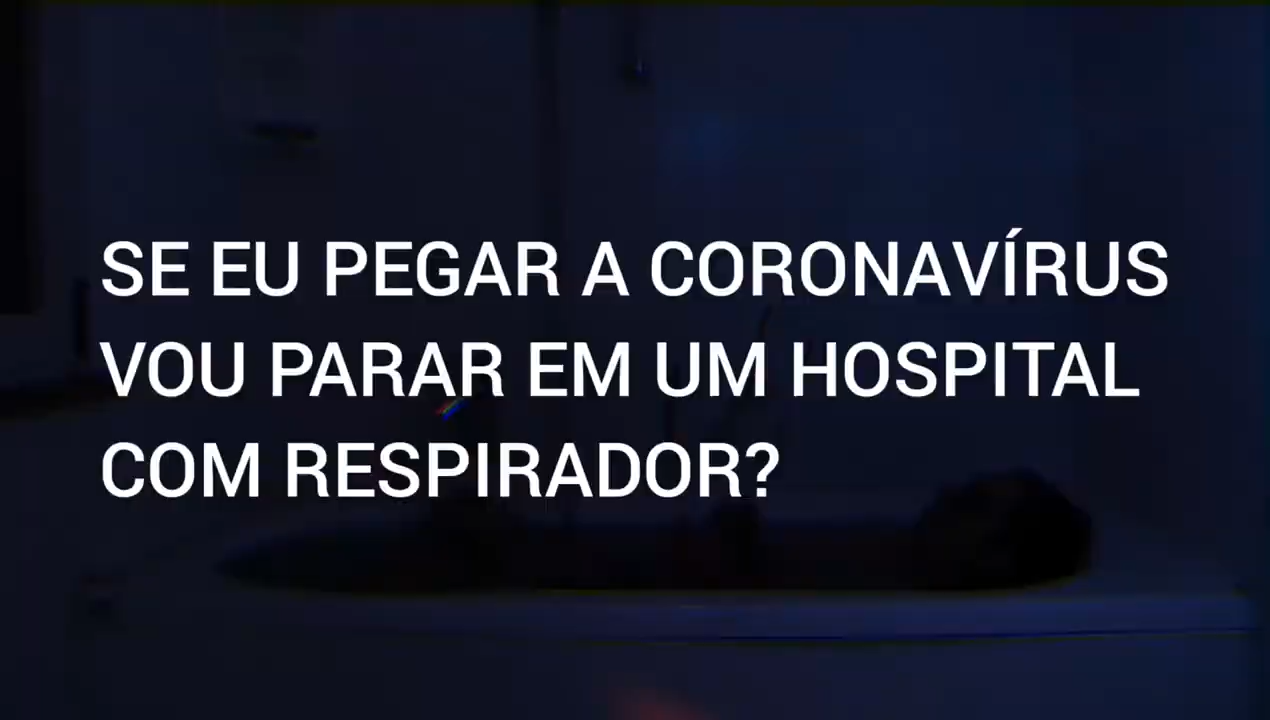 SE EU PEGAR A CORONAVÍRUS
VOU PARAR EM UM HOSPITAL
COM RESPIRADOR?